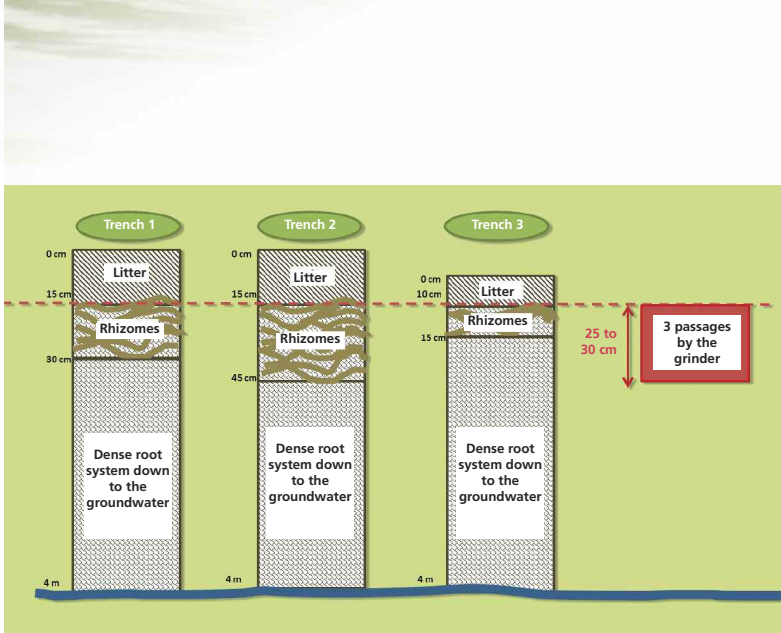 Trench 1
Trench 2
Trench 3
0 cm
Litter
15 cm
Rhizomes
30 cm
Dense root
system down
to the
groundwater
4 m
0 cm
Litter
15 cm
Rhizomes
45 cm
Dense root
system down
to the
groundwater
4 m
0 cm
Litter
10 cm
Rhizomes
15 cm
Dense root
system down
to the
groundwater
4 m
25 to
30 cm
3 passages
by the
grinder